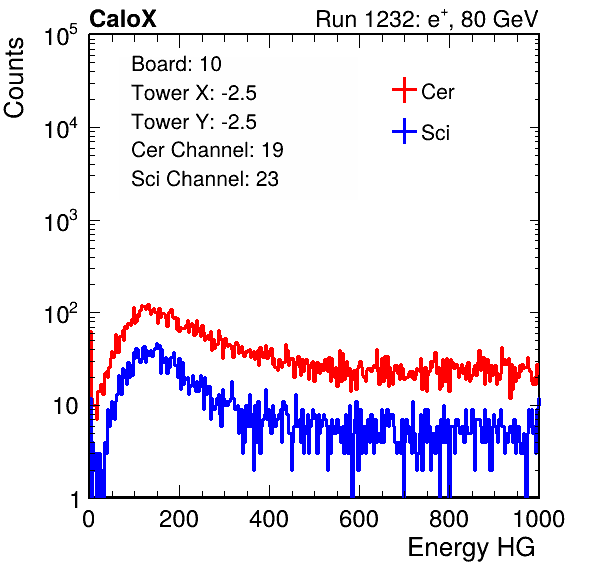 CaloX Run 1232: e⁺, 80 GeV
Counts
10⁵
10⁴
10³
10²
10
1
Board: 10
Tower X: -2.5
Tower Y: -2.5
Cer Channel: 19
Sci Channel: 23
Cer
Sci
0 200 400 600 800 1000
Energy HG